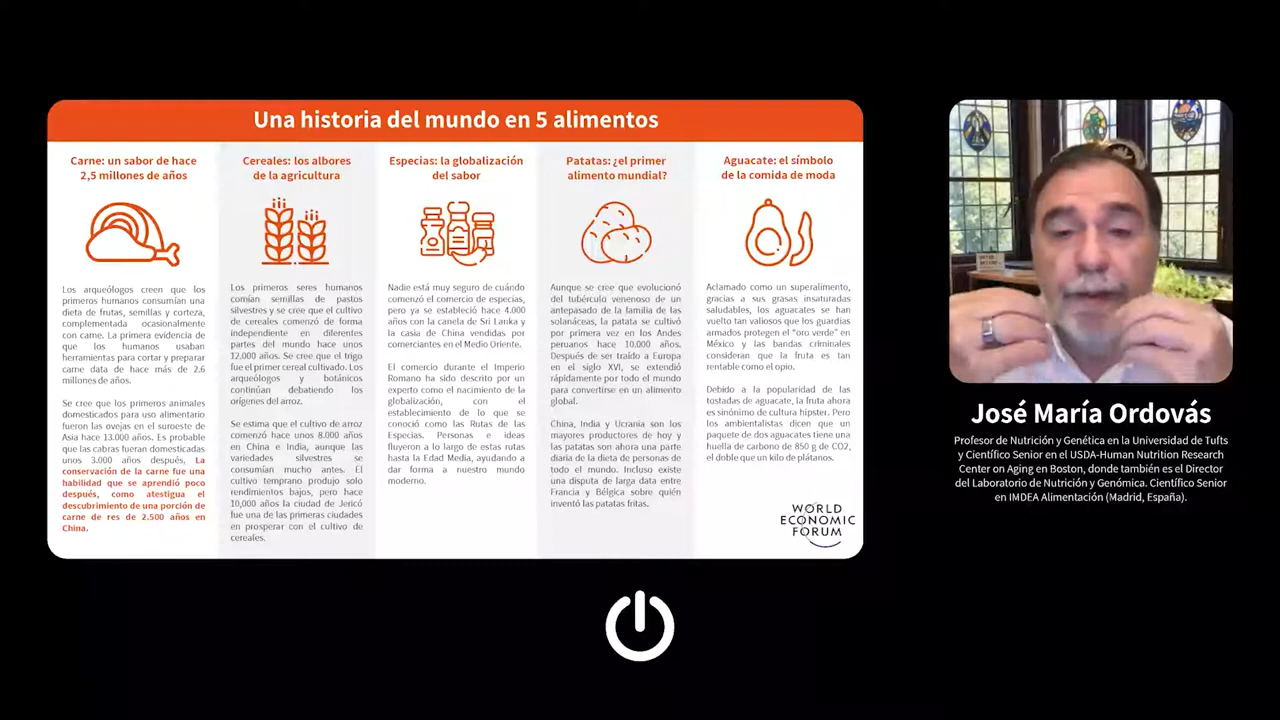 Una historia del mundo en 5 alimentos
Carne: un sabor de hace
2,5 millones de años
Los arqueólogos creen que los
primeros humanos consumían una
dieta de frutas, semillas y corteza,
complementada ocasionalmente
con carne. La primera evidencia de
que los humanos usaban
herramientas para cortar y preparar
carne data de hace más de 2.6
millones de años.
Se cree que los primeros animales
domesticados para uso alimentario
fueron las ovejas en el suroeste de
Asia hace 13.000 años. Es probable
que las cabras fueran domesticadas
unos 3.000 años después, La
conservación de la carne fue una
habilidad que se aprendió poco
después, como atestigua el
descubrimiento de una porción de
carne de res de 2.500 años en
China.
Cereales: los albores
de la agricultura
Los primeros seres humanos
comían semillas de pastos
silvestres y se cree que el cultivo
de cereales comenzó de forma
independiente en diferentes
partes del mundo hace unos
12.000 años. Se cree que el trigo
fue el primer cereal cultivado. Los
arqueólogos y botánicos
continúan debatiendo los
orígenes del arroz.
Se estima que el cultivo de arroz
comenzó hace unos 8.000 años
en China e India, aunque las
variedades silvestres se
consumían mucho antes. El
cultivo temprano produjo solo
rendimientos bajos, pero hace
10,000 años la ciudad de Jericó
fue una de las primeras ciudades
en prosperar con el cultivo de
cereales.
Especias: la globalización
del sabor
Nadie está muy seguro de cuándo
comenzó el comercio de especias,
pero ya se estableció hace 4.000
años con la canela de Sri Lanka y
la casia de China vendidas por
comerciantes en el Medio Oriente.
El comercio durante el Imperio
Romano ha sido descrito por un
experto como el nacimiento de la
globalización, con el
establecimiento de lo que se
conoció como las Rutas de las
Especias. Personas e ideas
fluyeron a lo largo de estas rutas
hasta la Edad Media, ayudando a
dar forma a nuestro mundo
moderno.
Patatas: ¿el primer
alimento mundial?
Aunque se cree que evolucionó
del tubérculo venenoso de un
antepasado de la familia de las
solanáceas, la patata se cultivó
por primera vez en los Andes
peruanos hace 10.000 años.
Después de ser traído a Europa
en el siglo XVI, se extendió
rápidamente por todo el mundo
para convertirse en un alimento
global.
China, India y Ucrania son los
mayores productores de hoy y
las patatas son ahora una parte
diaria de la dieta de personas de
todo el mundo. Incluso existe
una disputa de larga data entre
Francia y Bélgica sobre quién
inventó las patatas fritas.
Aguacate: el símbolo
de la comida de moda
Aclamado como un superalimento,
gracias a sus grasas insaturadas
saludables, los aguacates se han
vuelto tan valiosos que los guardias
armados protegen el "oro verde" en
México y las bandas criminales
consideran que la fruta es tan
rentable como el opio.
Debido a la popularidad de las
tostadas de aguacate, la fruta ahora
es sinónimo de cultura hipster. Pero
los ambientalistas dicen que un
paquete de dos aguacates tiene una
huella de carbono de 850 g de CO2,
el doble que un kilo de plátanos.
WORLD
ECONOMIC
FORUM
José María Ordovás
Profesor de Nutrición y Genética en la Universidad de Tufts
y Científico Senior en el USDA-Human Nutrition Research
Center on Aging en Boston, donde también es el Director
del Laboratorio de Nutrición y Genómica. Científico Senior
en IMDEA Alimentación (Madrid, España).